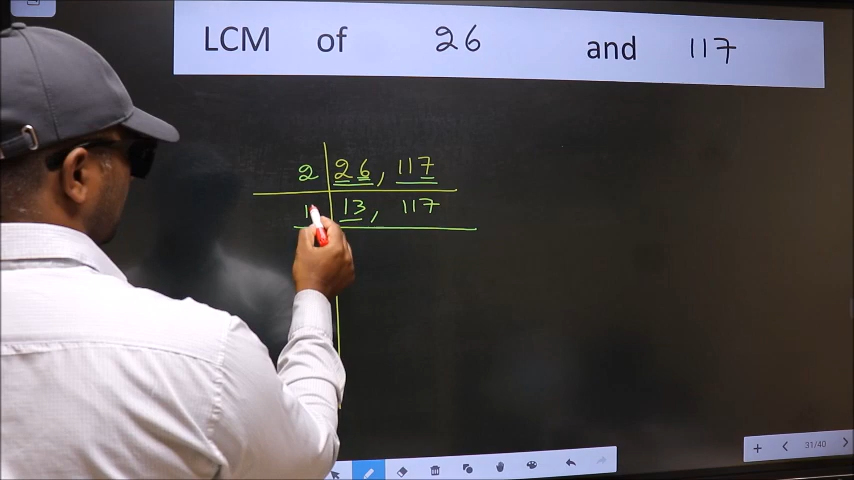 LCM of 26 and 117
2 26, 117
13, 117
31/40